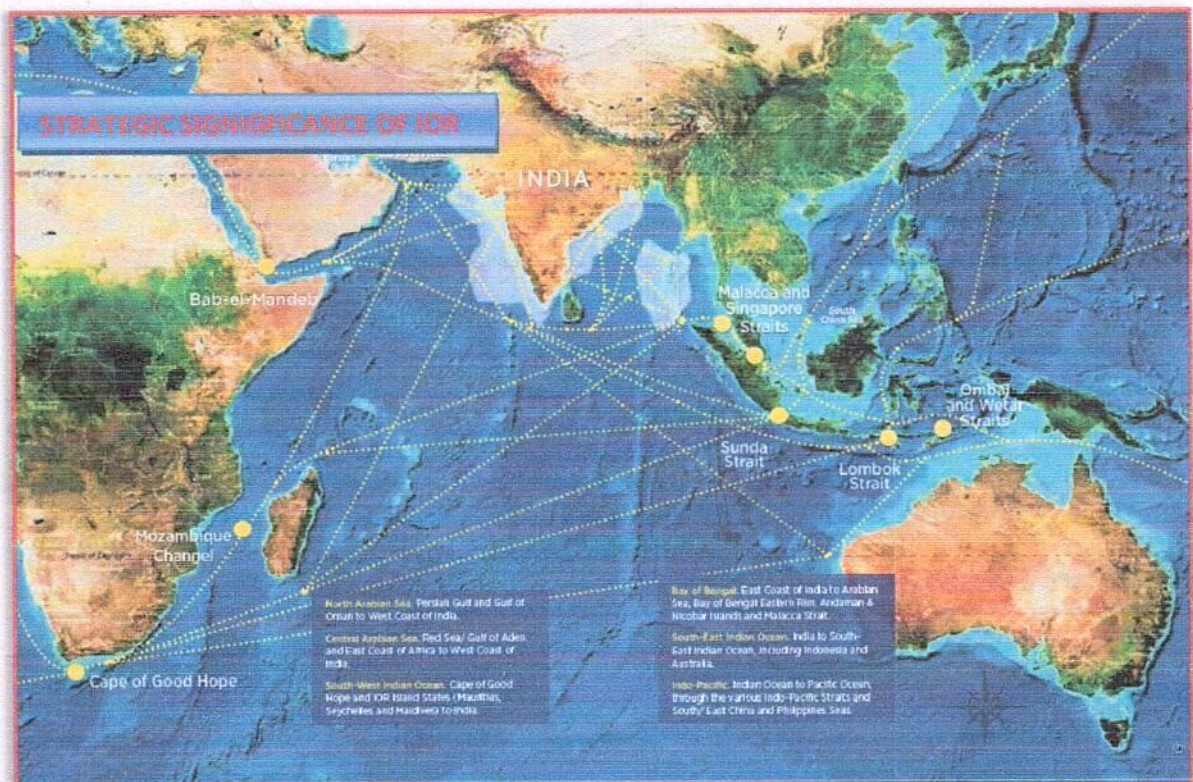 STRATEGIC SIGNIGFICANCE OF IOR
INDIA
Bab-el-Mandeb
Malacca and
Singapore
Straits
South
China Sea
Ombai
and Wetar
Straits
Sunda
Strait
Lombok
Strait
Mozambique
Channel
Cape of Good Hope
North Arabian Sea. Persian Gulf and Gulf of
Oman to West Coast of India.
Central Arabian Sea. Red Sea/ Gulf of Aden
and East Coast of Africa to West Coast of
India.
South-West Indian Ocean. Cape of Good
Hope and IOR Island States (Mauritius,
Seychelles and Maldives) to India.
Bay of Bengal. East Coast of India to Arabian
Sea, Bay of Bengal Eastern Rim, Andaman &
Nicobar Islands and Malacca Strait.
South-East Indian Ocean. India to South-
East Indian Ocean, including Indonesia and
Australia.
Indo-Pacific. Indian Ocean to Pacific Ocean,
through the various Indo-Pacific Straits and
South/ East China and Philippines Seas.